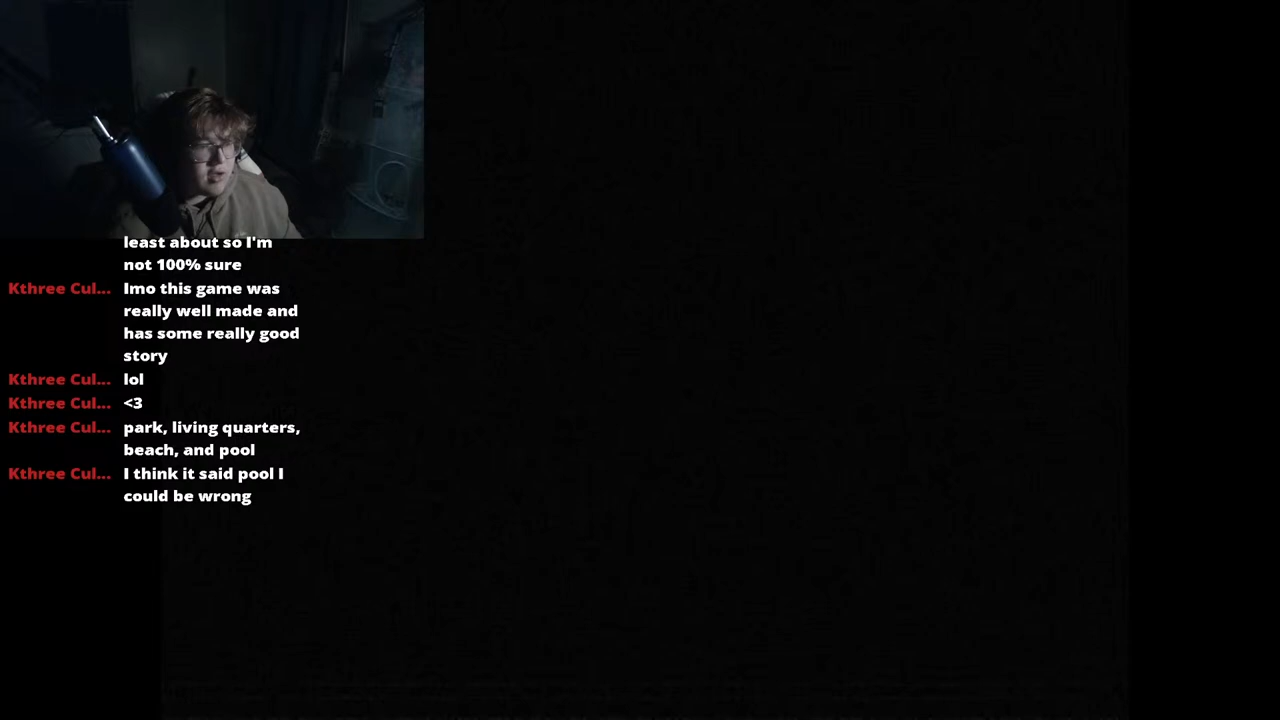 least about so I'm
not 100% sure
Kthree Cul... Imo this game was
really well made and
has some really good
story
Kthree Cul... lol
Kthree Cul... <3
Kthree Cul... park, living quarters,
beach, and pool
Kthree Cul... I think it said pool I
could be wrong